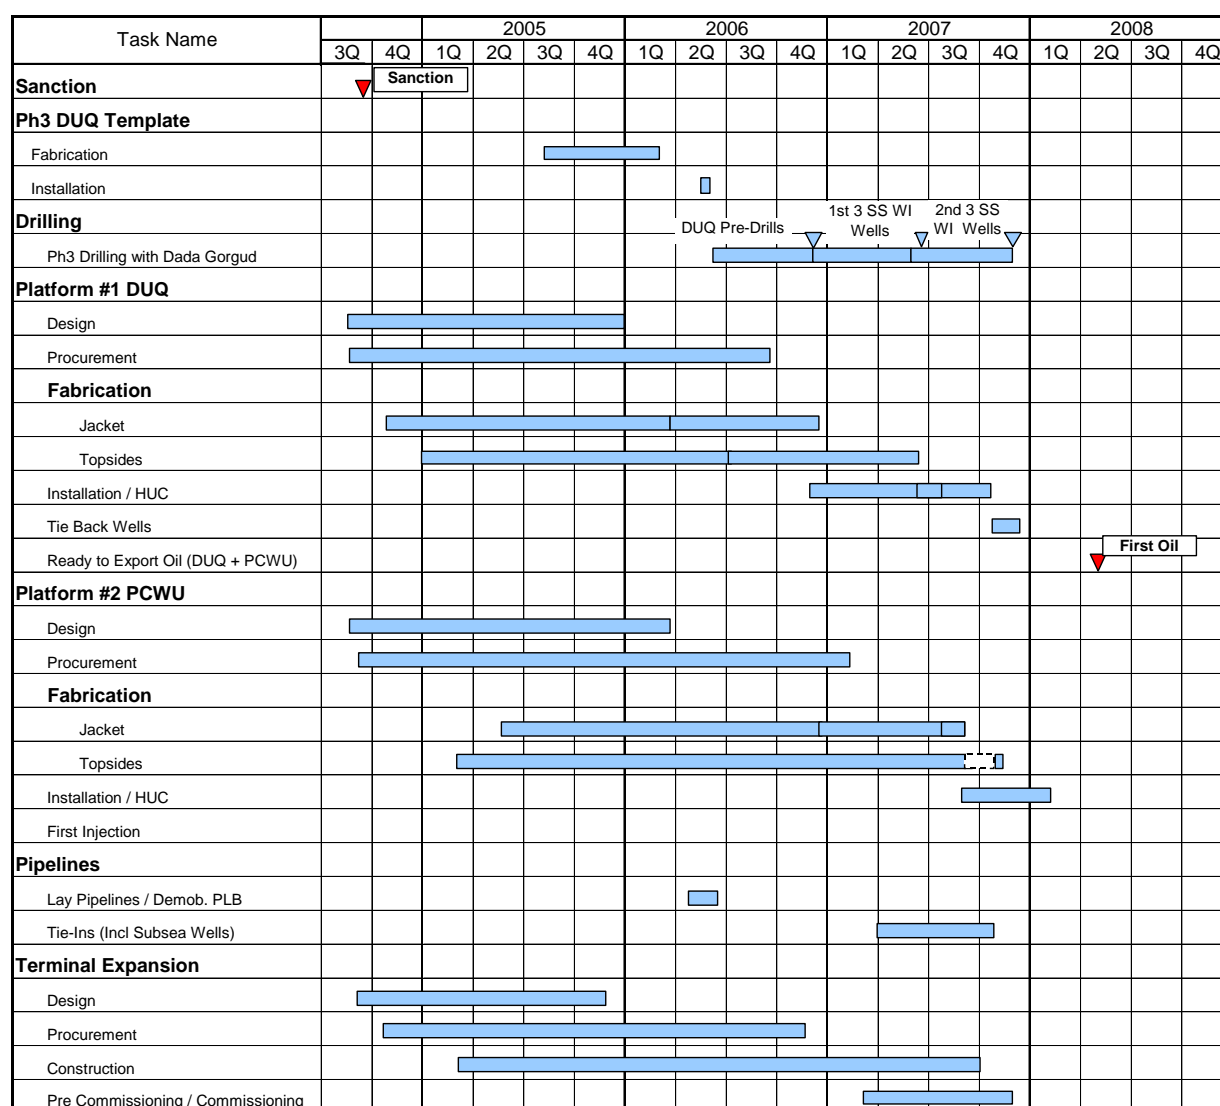 Task Name
2005 2006 2007 2008
3Q 4Q 1Q 2Q 3Q 4Q 1Q 2Q 3Q 4Q 1Q 2Q 3Q 4Q 1Q 2Q 3Q 4Q
Sanction
Sanction
Ph3 DUQ Template
Fabrication
Installation
Drilling
DUQ Pre-Drills
1st 3 SS WI
Wells
2nd 3 SS
WI Wells
Ph3 Drilling with Dada Gorgud
Platform #1 DUQ
Design
Procurement
Fabrication
Jacket
Topsides
Installation / HUC
Tie Back Wells
Ready to Export Oil (DUQ + PCWU)
First Oil
Platform #2 PCWU
Design
Procurement
Fabrication
Jacket
Topsides
Installation / HUC
First Injection
Pipelines
Lay Pipelines / Demob. PLB
Tie-Ins (Incl Subsea Wells)
Terminal Expansion
Design
Procurement
Construction
Pre Commissioning / Commissioning